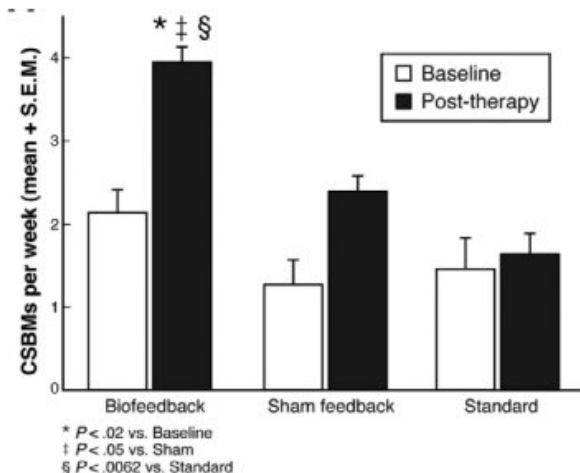 * ‡ §
4
3
2
1
0
CSBMs per week (mean + S.E.M.)
Baseline
Post-therapy
Biofeedback
Sham feedback
Standard
* P < .02 vs. Baseline
‡ P < .05 vs. Sham
§ P < .0062 vs. Standard